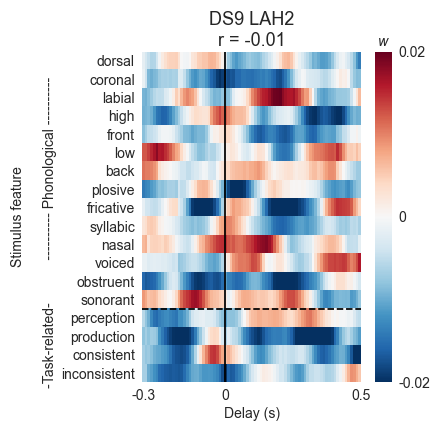 DS9 LAH2
r = -0.01
w
Stimulus feature
---------- Phonological ----------
-Task-related-
dorsal
coronal
labial
high
front
low
back
plosive
fricative
syllabic
nasal
voiced
obstruent
sonorant
perception
production
consistent
inconsistent
0.02
0
-0.02
-0.3 0 0.5
Delay (s)